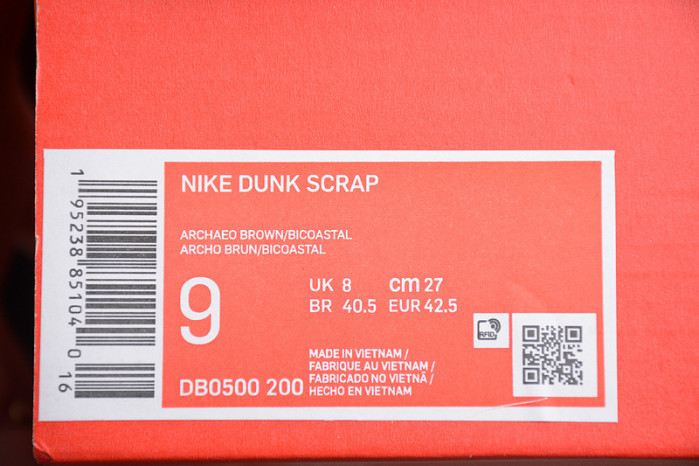 NIKE DUNK SCRAP
ARCHAEO BROWN/BICOASTAL
ARCHO BRUN/BICOASTAL
9
UK 8 cm 27
BR 40.5 EUR 42.5
RFID
MADE IN VIETNAM /
FABRIQUE AU VIETNAM /
FABRICADO NO VIETNÃ /
HECHO EN VIETNAM
DB0500 200
1 95238 85104 0 16